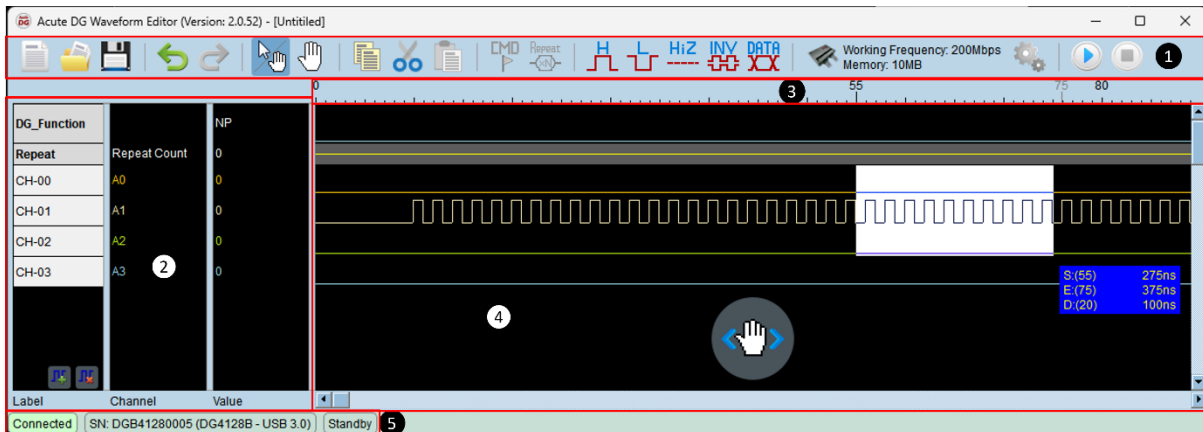 Acute DG Waveform Editor (Version: 2.0.52) - [Untitiled]
CMD Repeat xN H L HiZ INV DATA Working Frequency: 200Mbps
Memory: 10MB
1
0 3 55 75 80
DG_Function NP
Repeat Repeat Count 0
CH-00 A0 0
CH-01 A1 0
CH-02 A2 0
CH-03 A3 0
2
S:(55) 275ns
E:(75) 375ns
D:(20) 100ns
4
Label Channel Value
Connected SN: DGB41280005 (DG4128B - USB 3.0) Standby 5